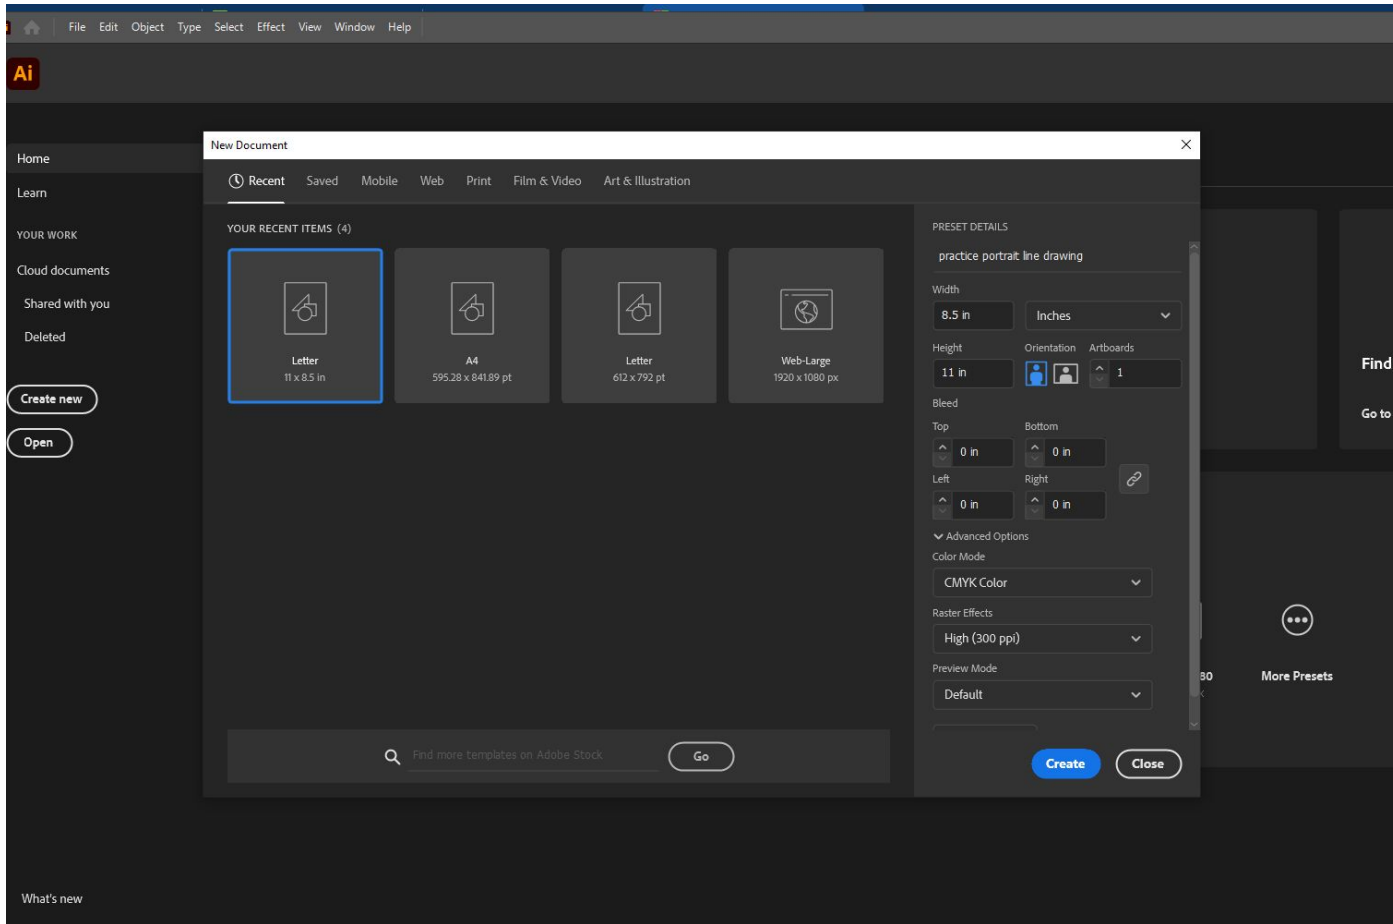 File Edit Object Type Select Effect View Window Help
Ai
New Document
Home
Learn
YOUR WORK
Cloud documents
Shared with you
Deleted
Create new
Open
What's new
Recent Saved Mobile Web Print Film & Video Art & Illustration
YOUR RECENT ITEMS (4)
Letter
11 x 8.5 in
A4
595.28 x 841.89 pt
Letter
612 x 792 pt
Web-Large
1920 x 1080 px
Find more templates on Adobe Stock
Go
PRESET DETAILS
practice portrait line drawing
Width
8.5 in Inches
Height Orientation Artboards
11 in 1
Bleed
Top Bottom
0 in 0 in
Left Right
0 in 0 in
Advanced Options
Color Mode
CMYK Color
Raster Effects
High (300 ppi)
Preview Mode
Default
Create Close
Find
Go to
80
More Presets